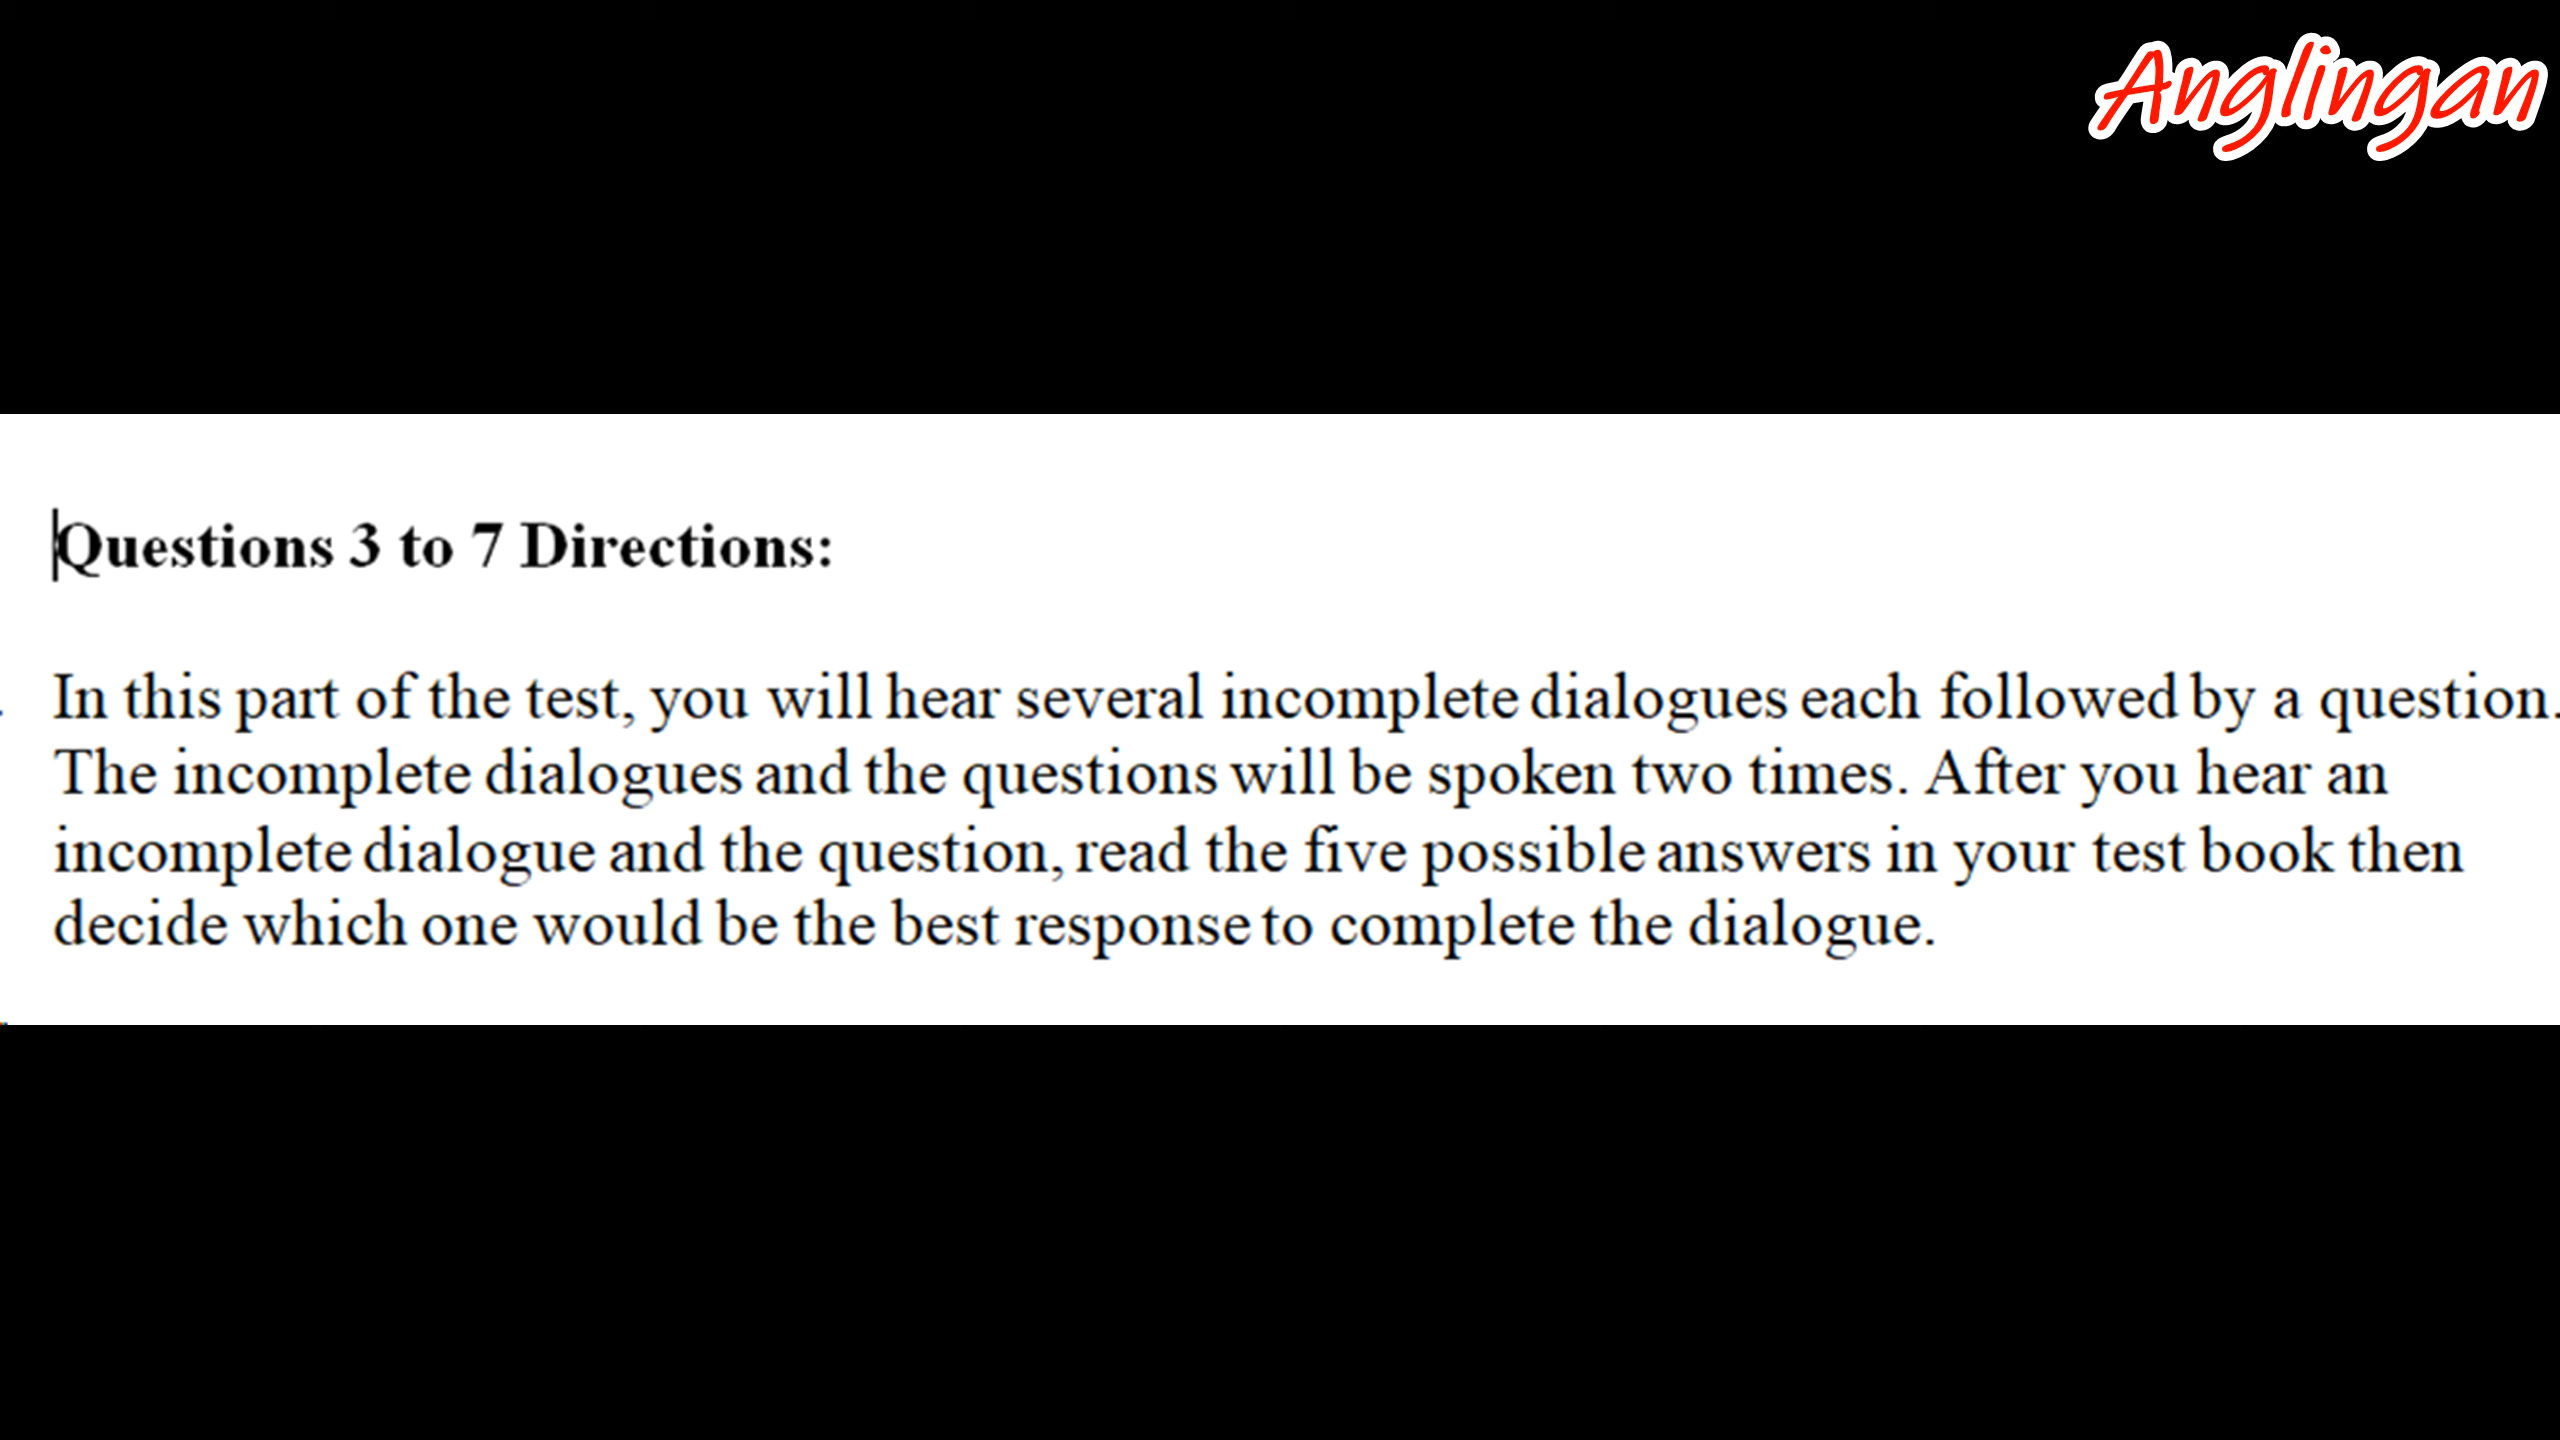 Anglingan
Questions 3 to 7 Directions:
In this part of the test, you will hear several incomplete dialogues each followed by a question.
The incomplete dialogues and the questions will be spoken two times. After you hear an
incomplete dialogue and the question, read the five possible answers in your test book then
decide which one would be the best response to complete the dialogue.